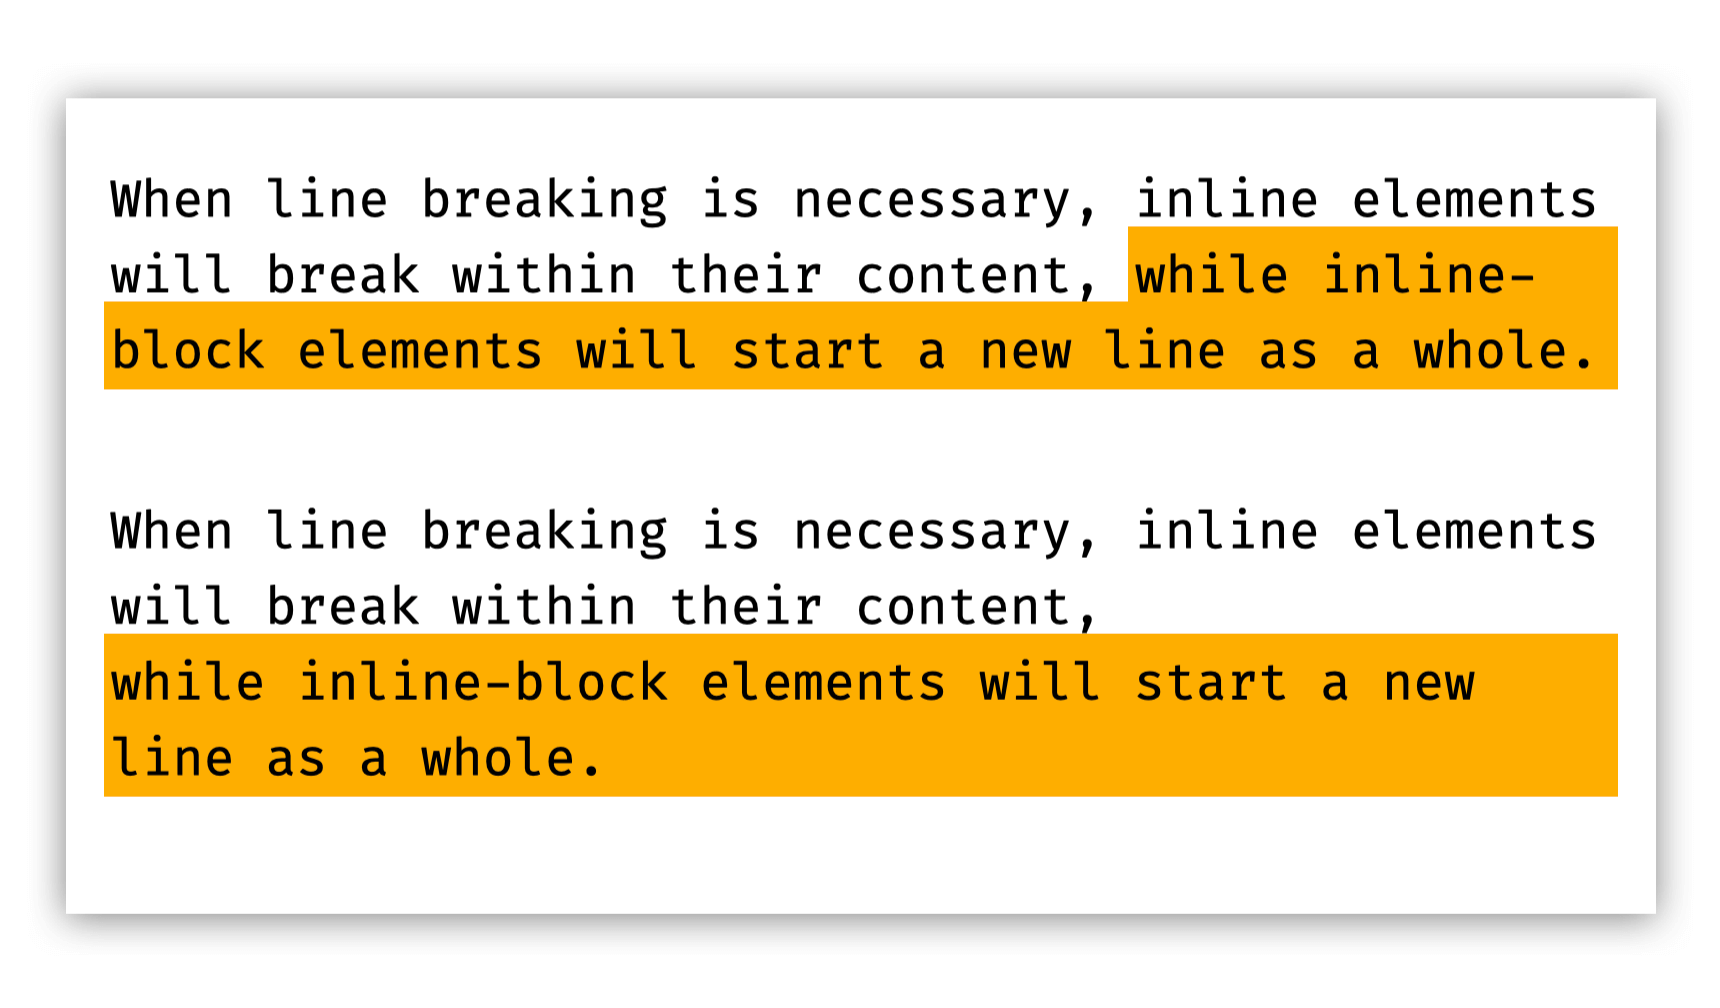 When line breaking is necessary, inline elements
will break within their content, while inline-
block elements will start a new line as a whole.
When line breaking is necessary, inline elements
will break within their content,
while inline-block elements will start a new
line as a whole.